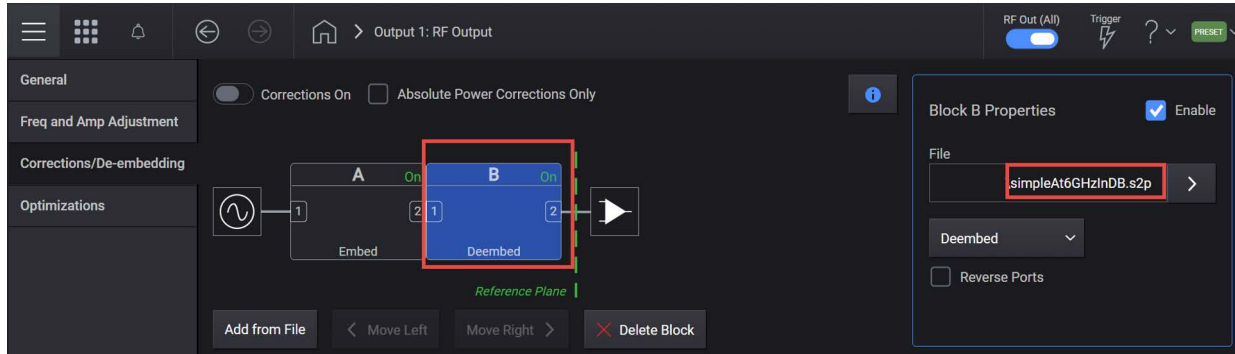 Output 1: RF Output
RF Out (All)
Trigger
?
PRESET
General
Freq and Amp Adjustment
Corrections/De-embedding
Optimizations
Corrections On
Absolute Power Corrections Only
A On
1 2
Embed
B On
1 2
Deembed
Reference Plane
Add from File
Move Left
Move Right
Delete Block
Block B Properties
Enable
File
.simpleAt6GHzInDB.s2p
Deembed
Reverse Ports